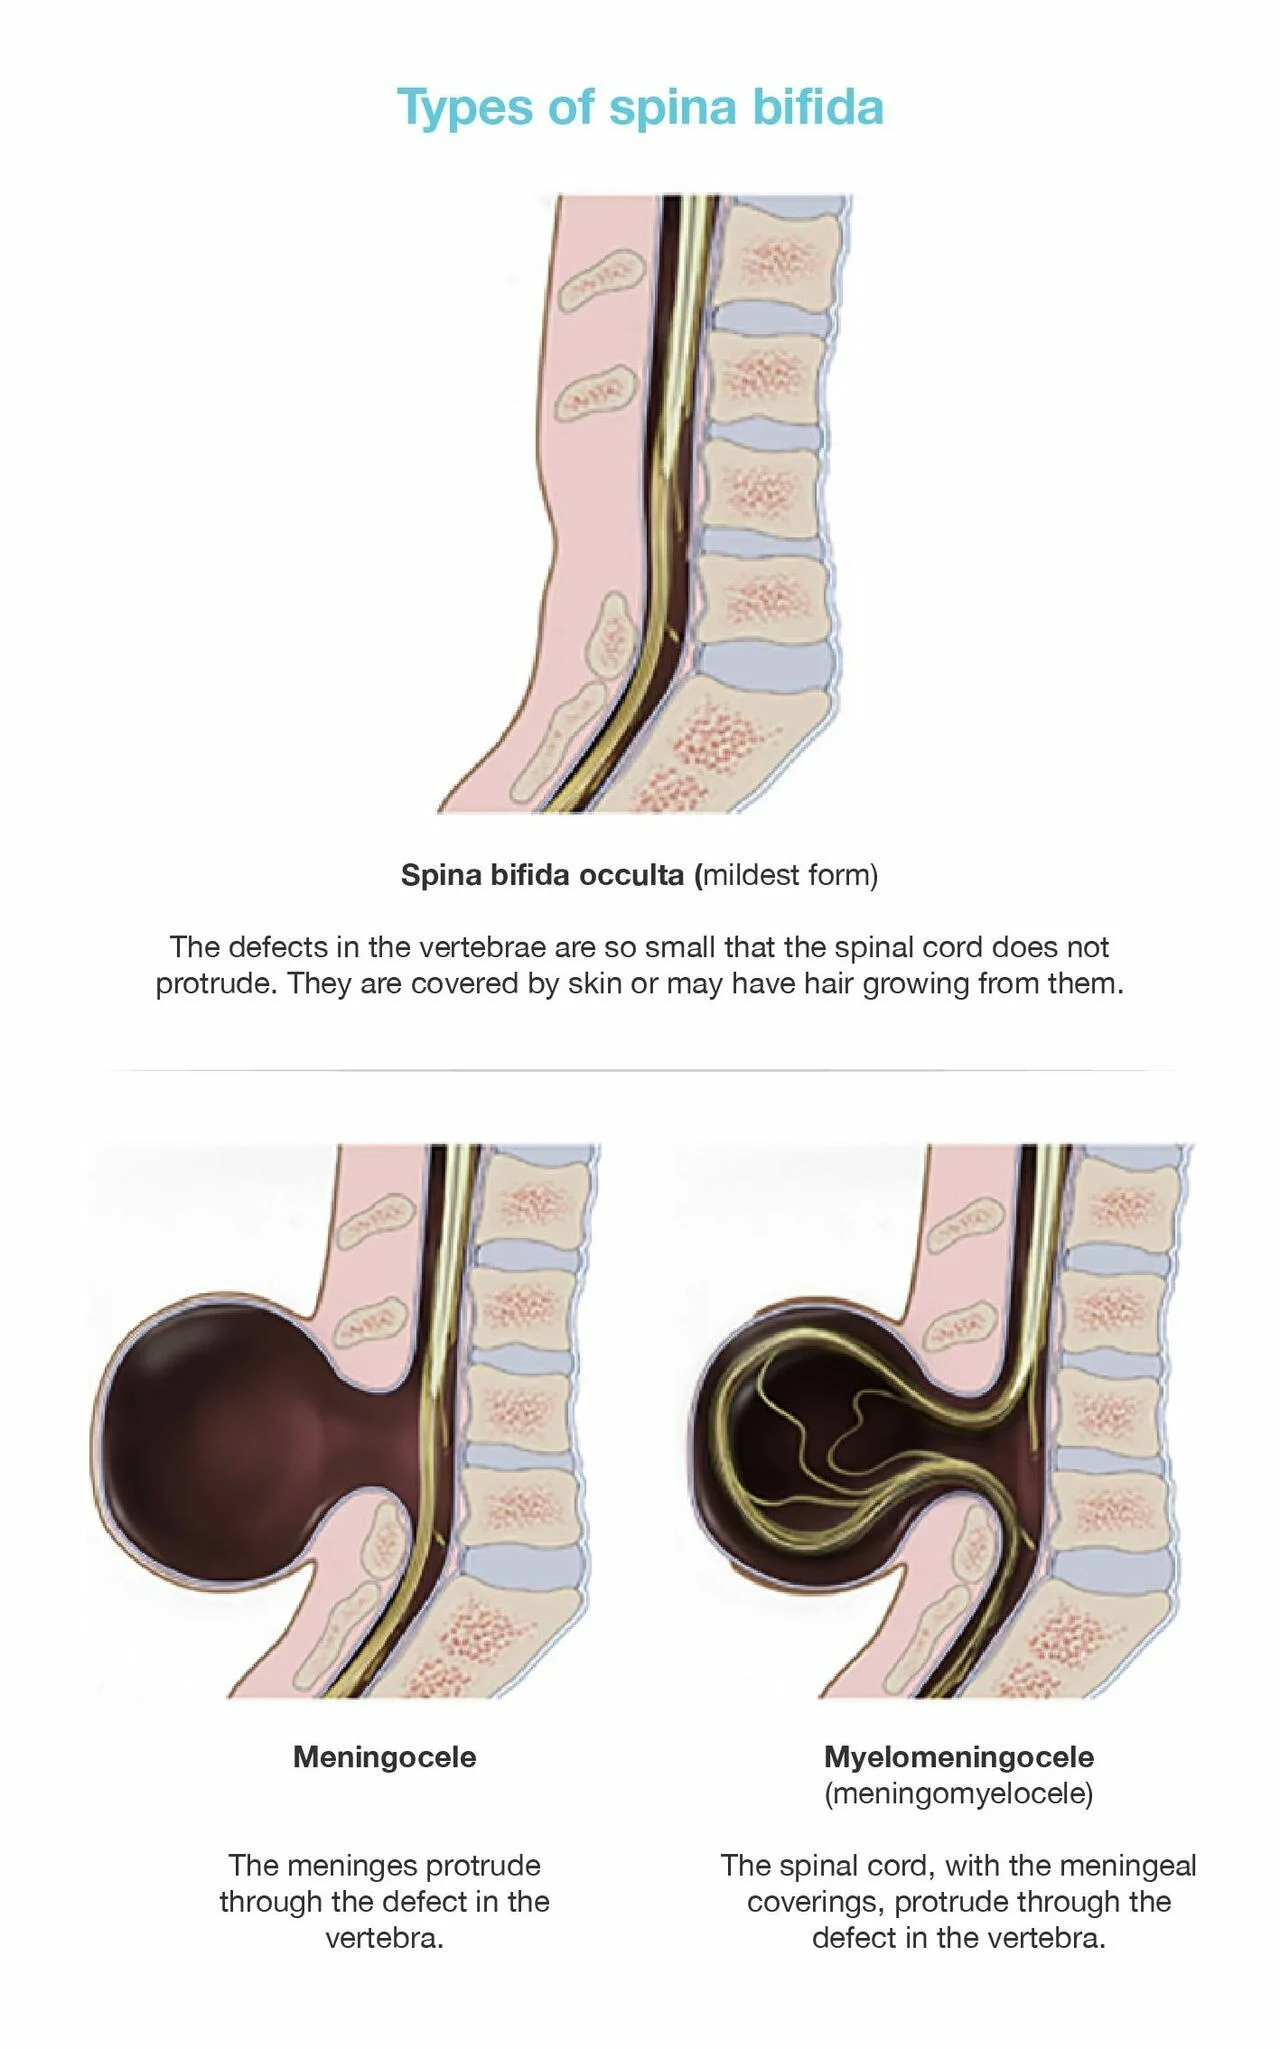 Types of spina bifida
Spina bifida occulta (mildest form)
The defects in the vertebrae are so small that the spinal cord does not
protrude. They are covered by skin or may have hair growing from them.
Meningocele
The meninges protrude
through the defect in the
vertebra.
Myelomeningocele
(meningomyelocele)
The spinal cord, with the meningeal
coverings, protrude through the
defect in the vertebra.